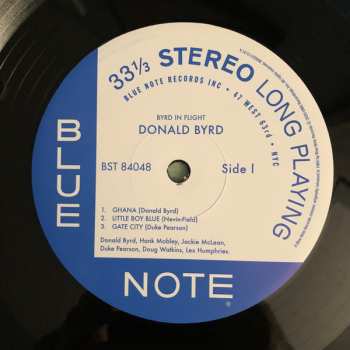 33 1/3 STEREO LONG PLAYING
BLUE NOTE RECORDS INC • 47 WEST 63rd • NYC
BYRD IN FLIGHT
DONALD BYRD
BST 84048
Side I
1. GHANA (Donald Byrd)
2. LITTLE BOY BLUE (Nevin-Field)
3. GATE CITY (Duke Pearson)
Donald Byrd, Hank Mobley, Jackie McLean,
Duke Pearson, Doug Watkins, Lex Humphries.
BLUE
NOTE